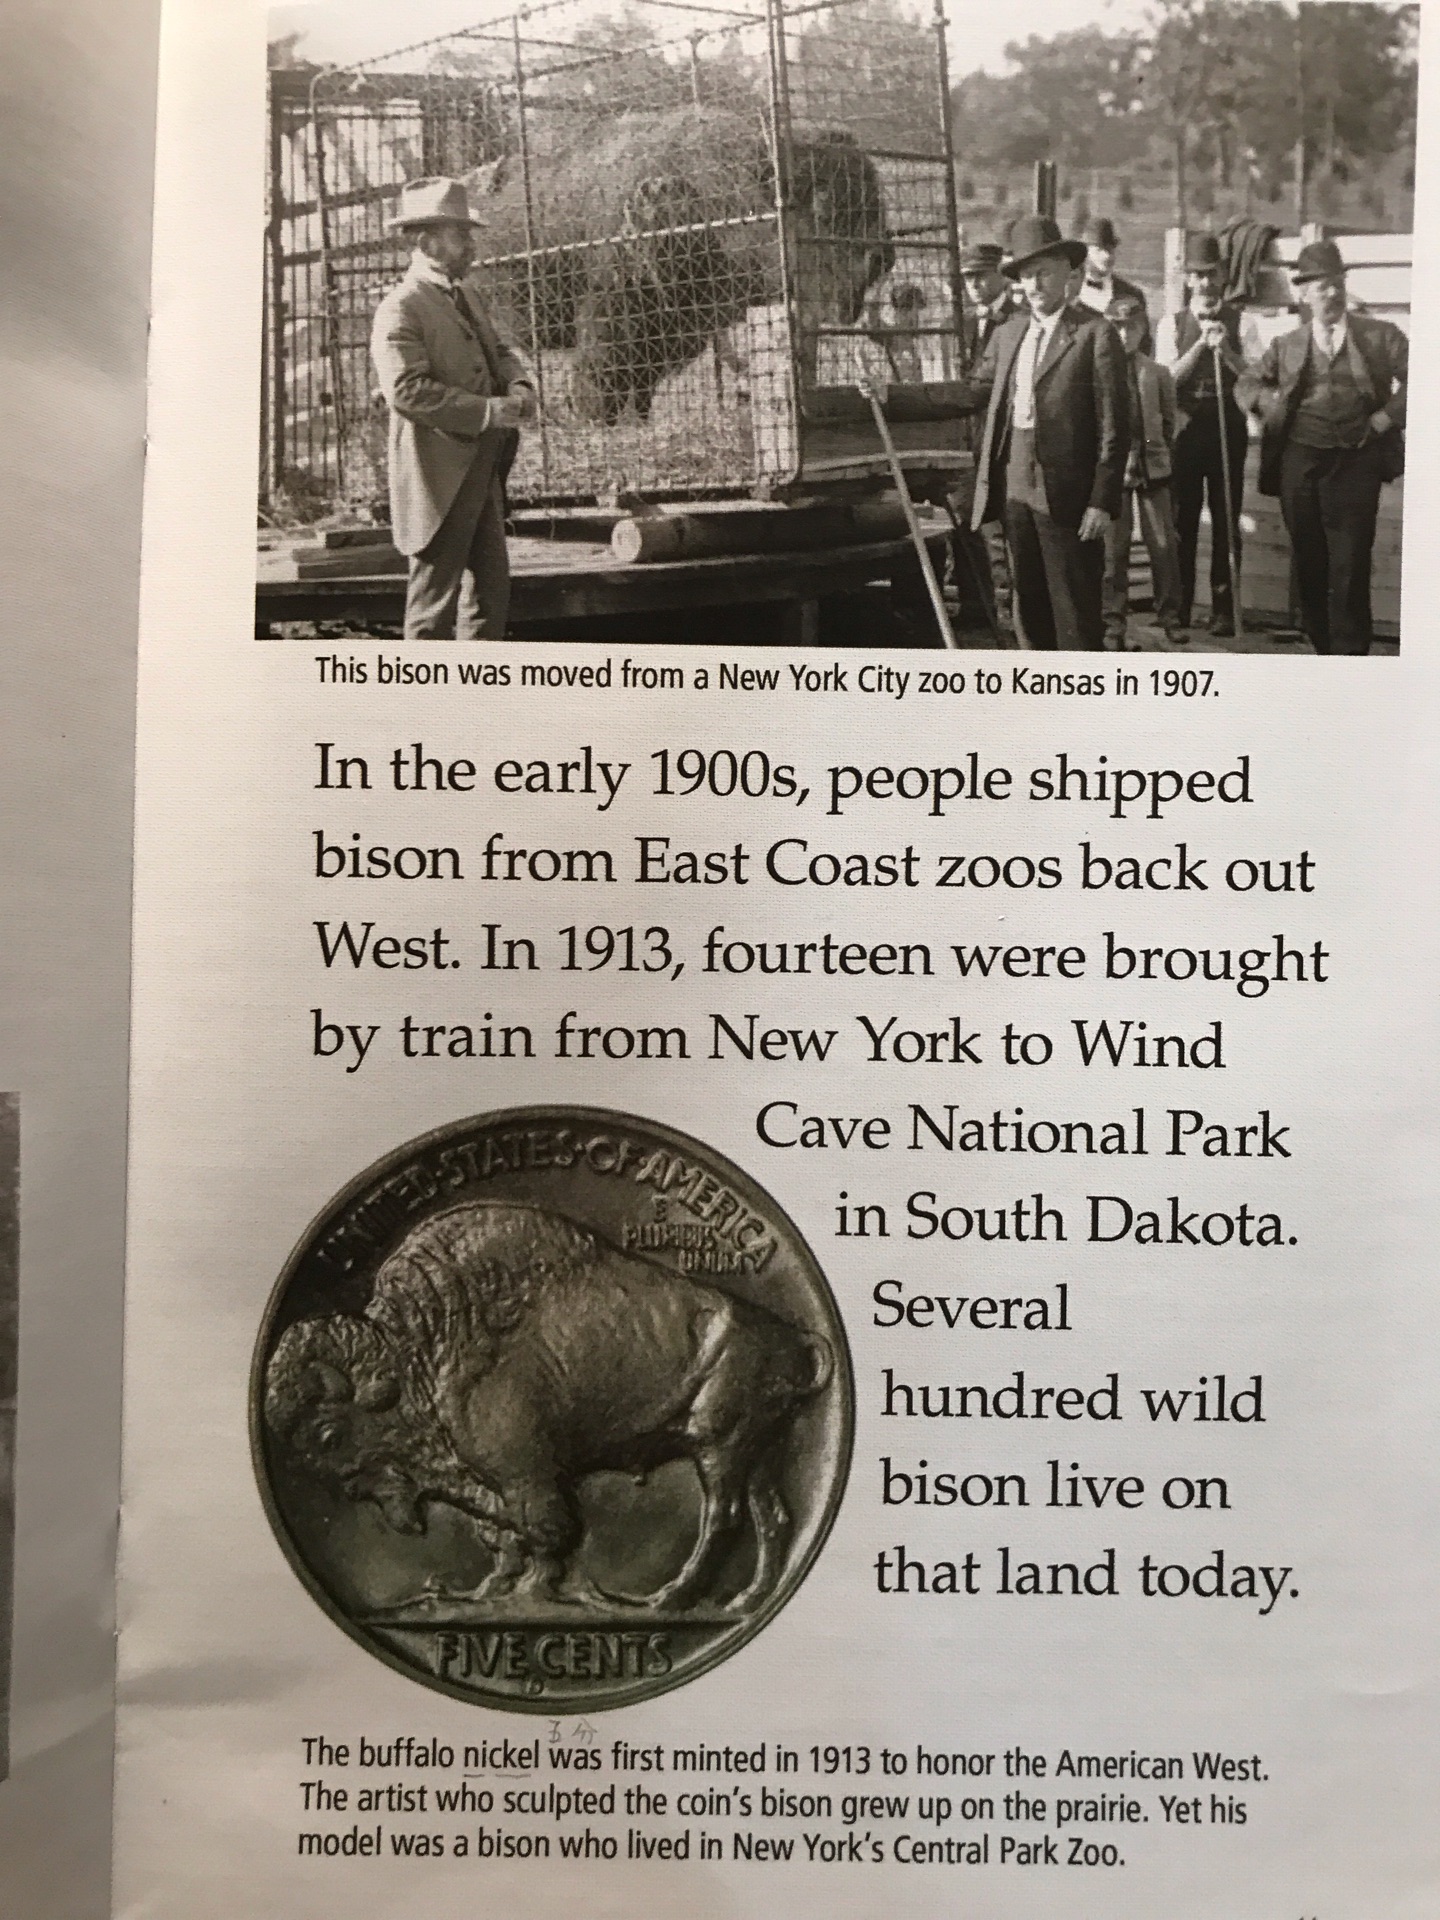 This bison was moved from a New York City zoo to Kansas in 1907.
In the early 1900s, people shipped
bison from East Coast zoos back out
West. In 1913, fourteen were brought
by train from New York to Wind
Cave National Park
in South Dakota.
Several
hundred wild
bison live on
that land today.
UNITED·STATES·OF·AMERICA
E
PLURIBUS
UNUM
FIVE CENTS
D
五分
The buffalo nickel was first minted in 1913 to honor the American West.
The artist who sculpted the coin's bison grew up on the prairie. Yet his
model was a bison who lived in New York's Central Park Zoo.